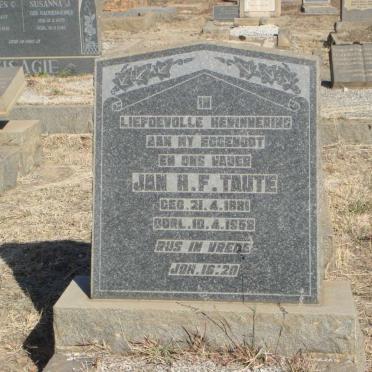 SUSANNA J.
SAGIE
IN
LIEFDEVOLLE HERINNERING
AAN MY EGGENOOT
EN ONS VADER
JAN H.F. TAUTE
GEB. 21.4.1881
OORL. 10.4.1958
RUS IN VREDE
JOH. 16:20